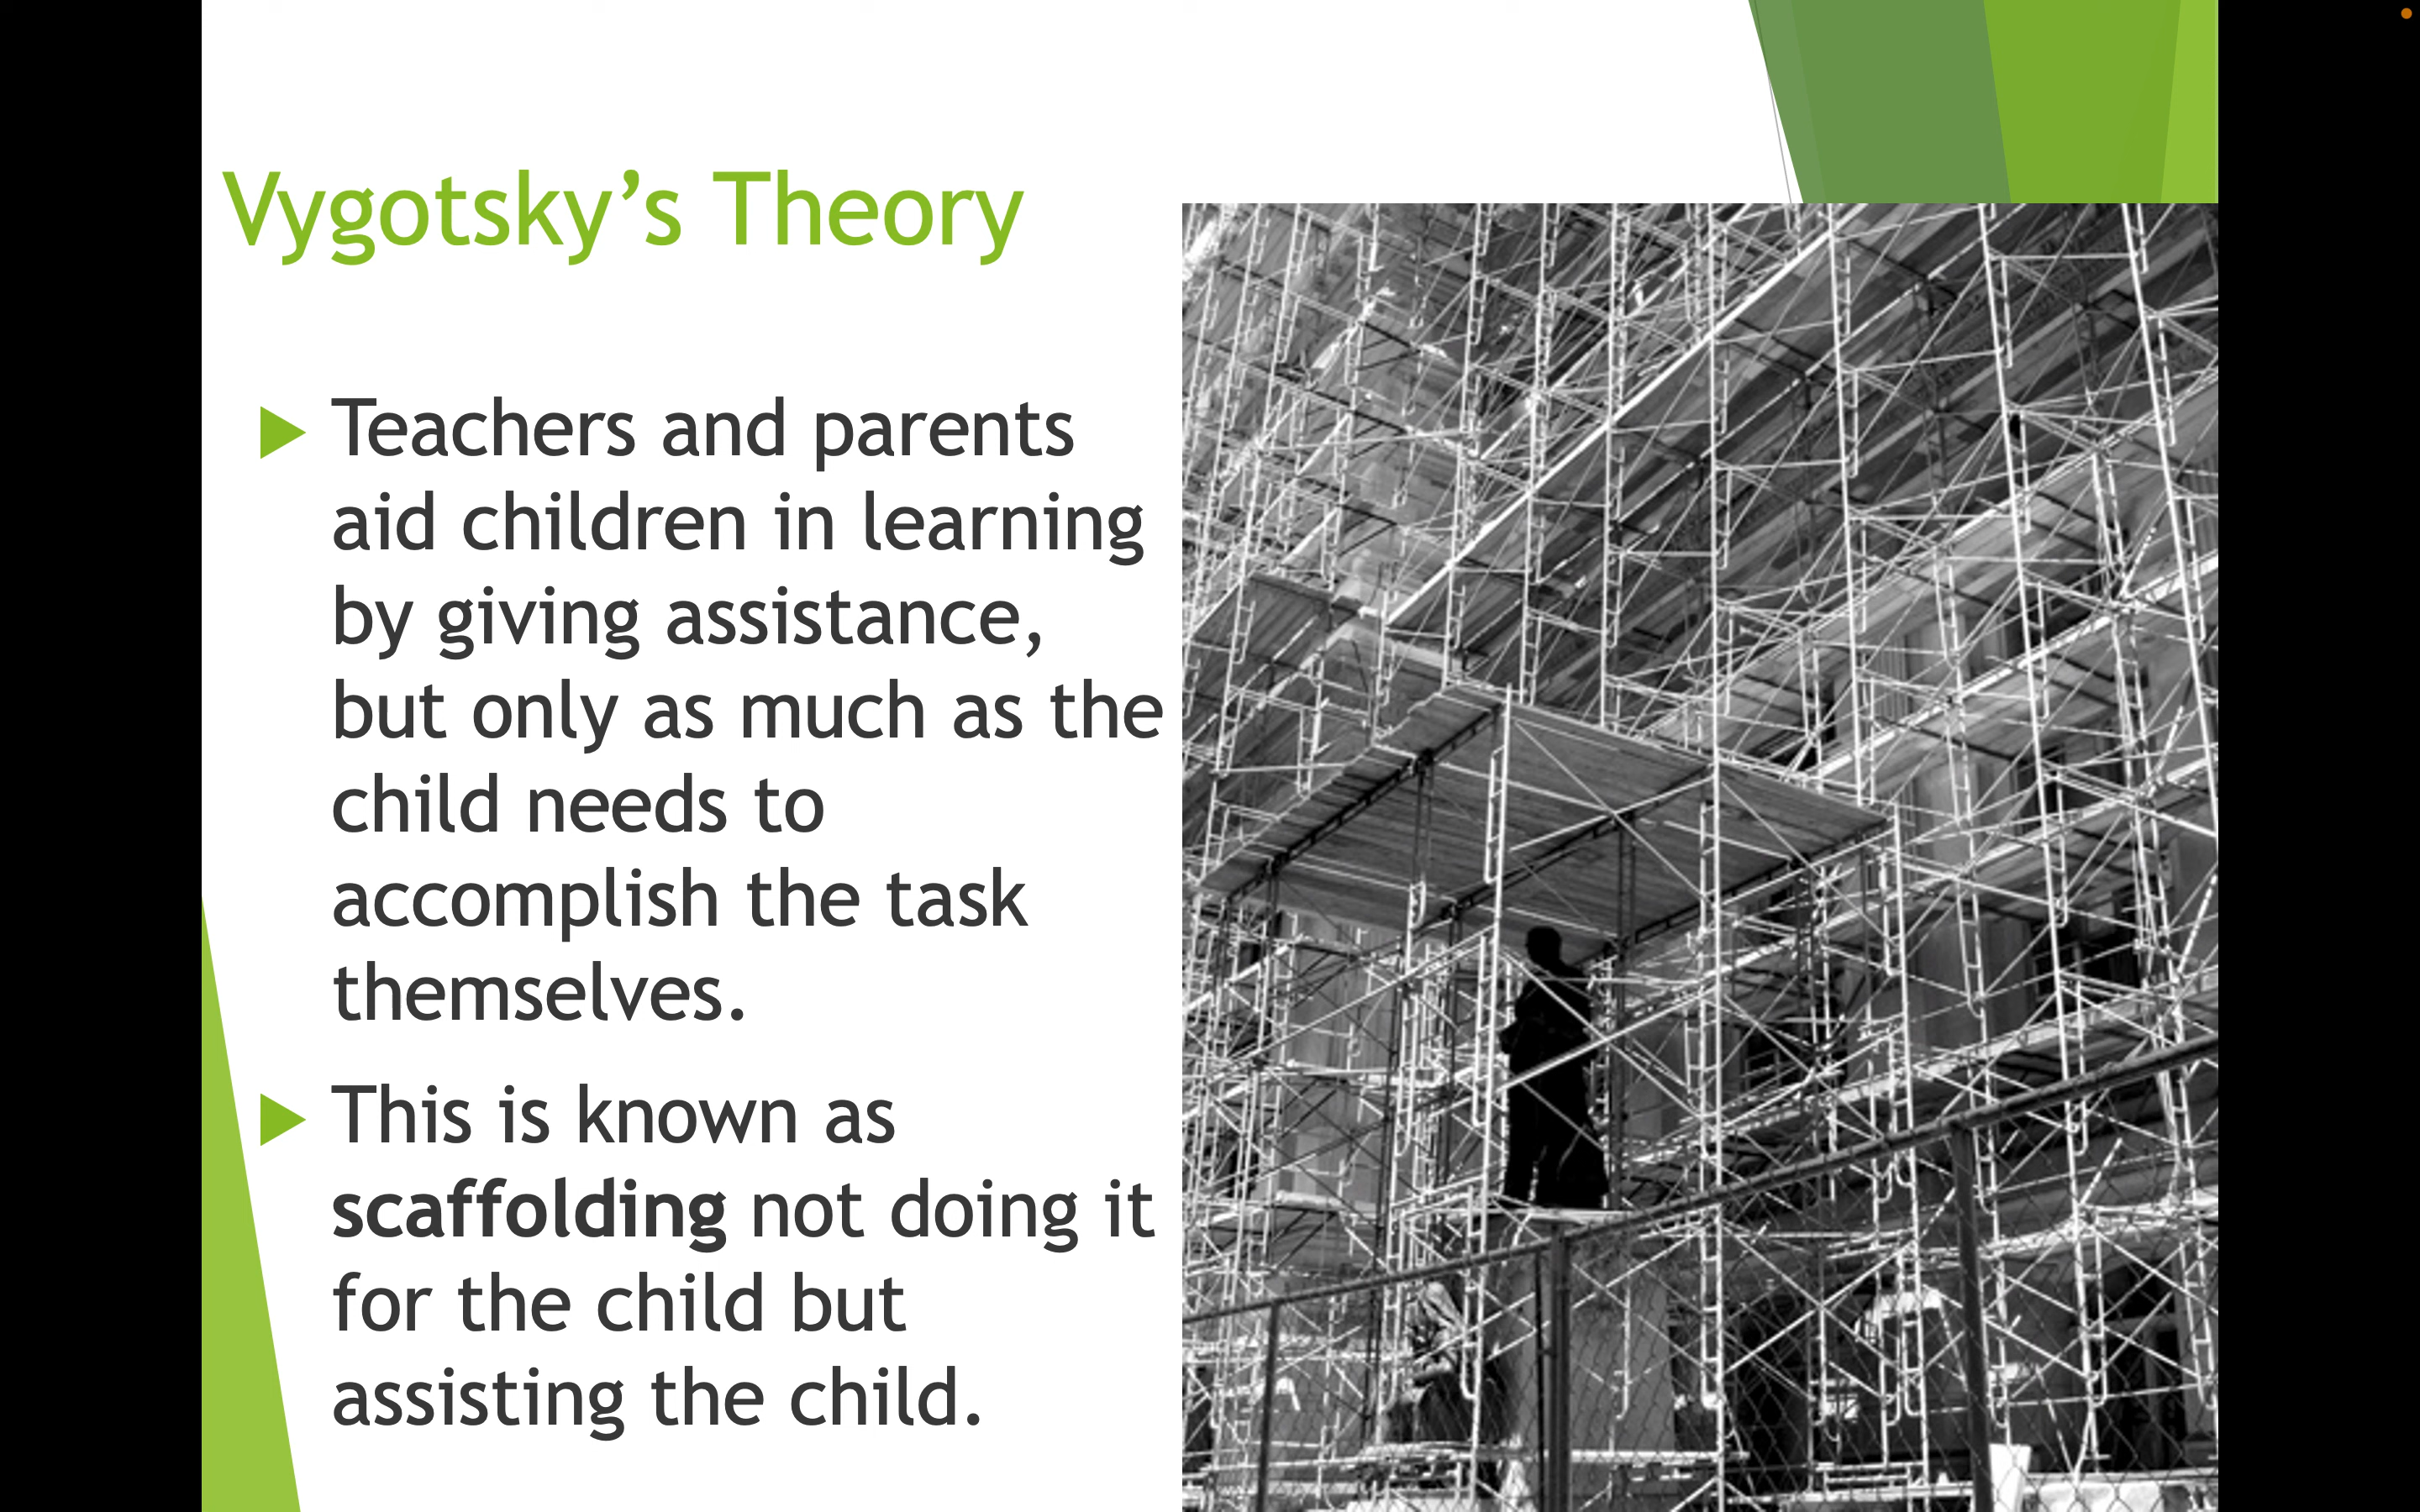 Vygotsky’s Theory
Teachers and parents
aid children in learning
by giving assistance,
but only as much as the
child needs to
accomplish the task
themselves.
This is known as
scaffolding not doing it
for the child but
assisting the child.